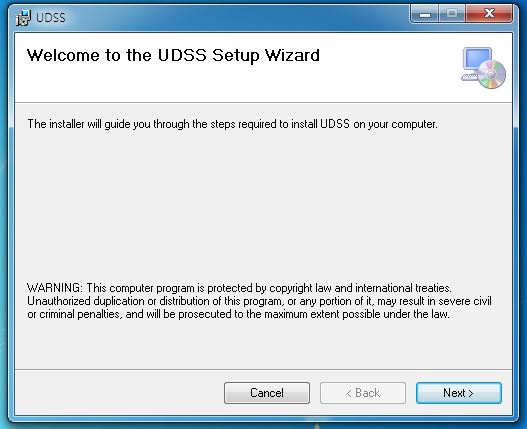 UDSS
Welcome to the UDSS Setup Wizard
The installer will guide you through the steps required to install UDSS on your computer.
WARNING: This computer program is protected by copyright law and international treaties.
Unauthorized duplication or distribution of this program, or any portion of it, may result in severe civil
or criminal penalties, and will be prosecuted to the maximum extent possible under the law.
Cancel
< Back
Next >